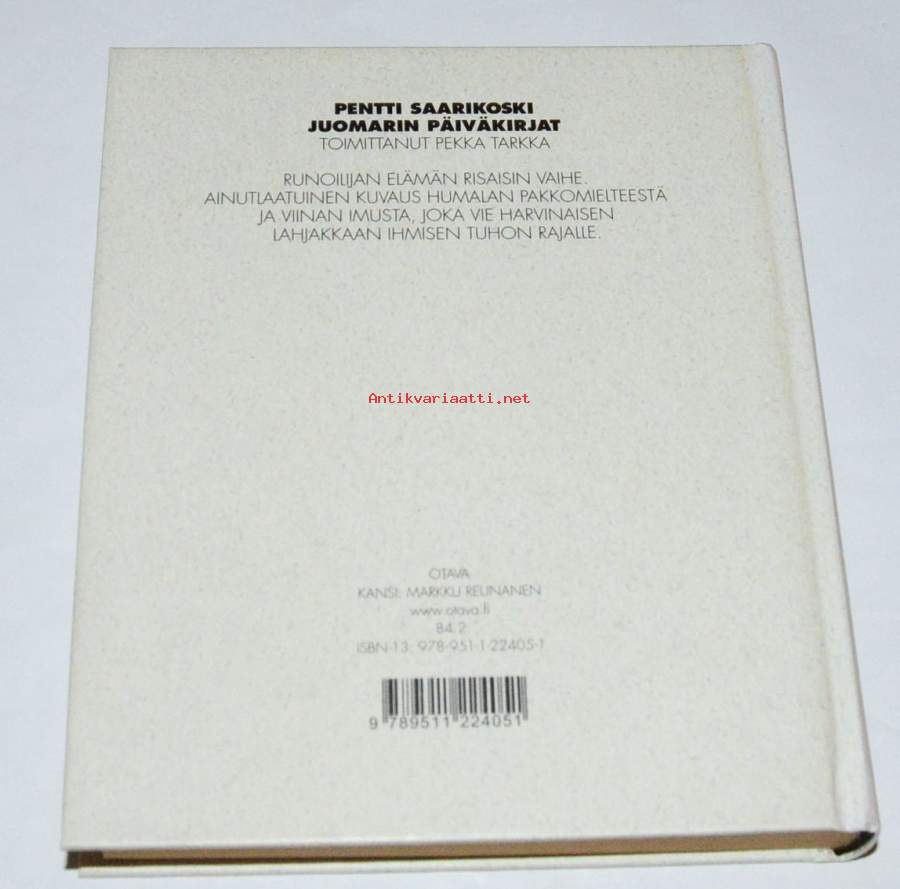 PENTTI SAARIKOSKI
JUOMARIN PÄIVÄKIRJAT
TOIMITTANUT PEKKA TARKKA
RUNOILIJAN ELÄMÄN RISAISIN VAIHE.
AINUTLAATUINEN KUVAUS HUMALAN PAKKOMIELTEESTÄ
JA VIINAN IMUSTA, JOKA VIE HARVINAISEN
LAHJAKKAAN IHMISEN TUHON RAJALLE.
Antikvariaatti.net
OTAVA
KANSI: MARKKU REUNANEN
www.otava.fi
84.2
ISBN-13: 978-951-1-22405-1
9 789511 224051